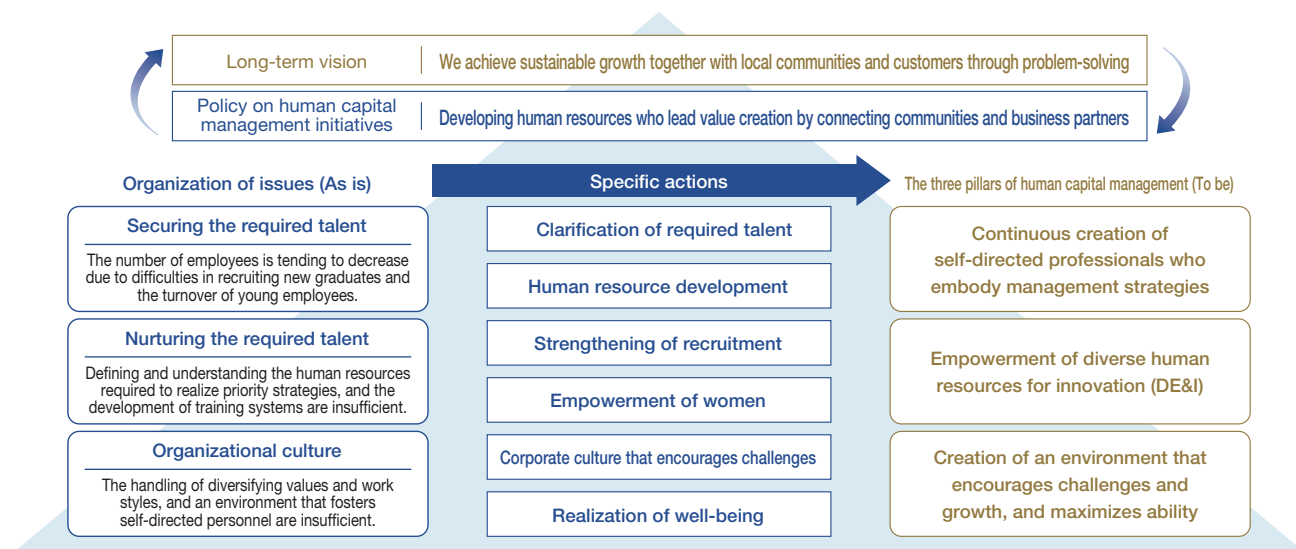 Long-term vision
We achieve sustainable growth together with local communities and customers through problem-solving
Policy on human capital
management initiatives
Developing human resources who lead value creation by connecting communities and business partners
Organization of issues (As is)
Specific actions
The three pillars of human capital management (To be)
Securing the required talent
The number of employees is tending to decrease
due to difficulties in recruiting new graduates and
the turnover of young employees.
Nurturing the required talent
Defining and understanding the human resources
required to realize priority strategies, and the
development of training systems are insufficient.
Organizational culture
The handling of diversifying values and work
styles, and an environment that fosters
self-directed personnel are insufficient.
Clarification of required talent
Human resource development
Strengthening of recruitment
Empowerment of women
Corporate culture that encourages challenges
Realization of well-being
Continuous creation of
self-directed professionals who
embody management strategies
Empowerment of diverse human
resources for innovation (DE&I)
Creation of an environment that
encourages challenges and
growth, and maximizes ability